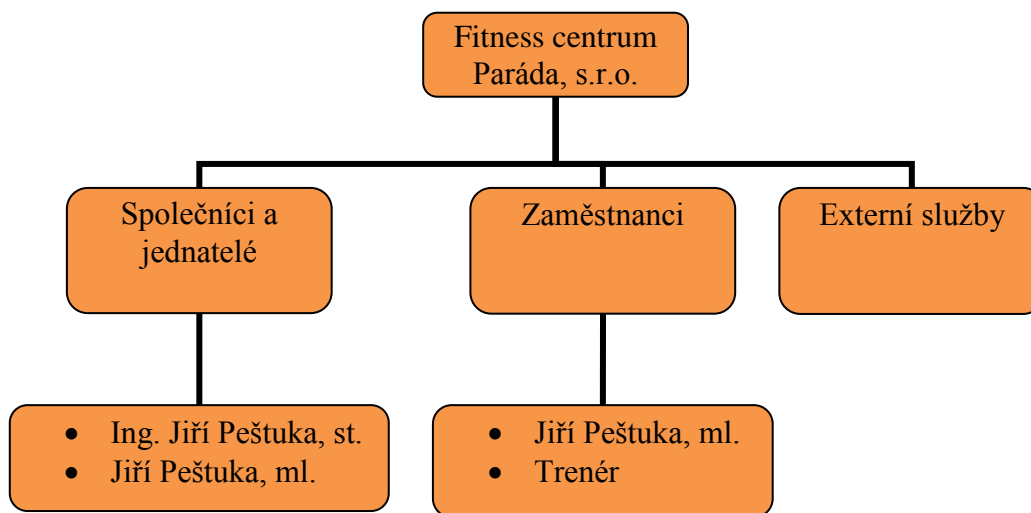 Fitness centrum
Paráda, s.r.o.
Společníci a
jednatelé
Zaměstnanci
Externí služby
• Ing. Jiří Peštuka, st.
• Jiří Peštuka, ml.
• Jiří Peštuka, ml.
• Trenér